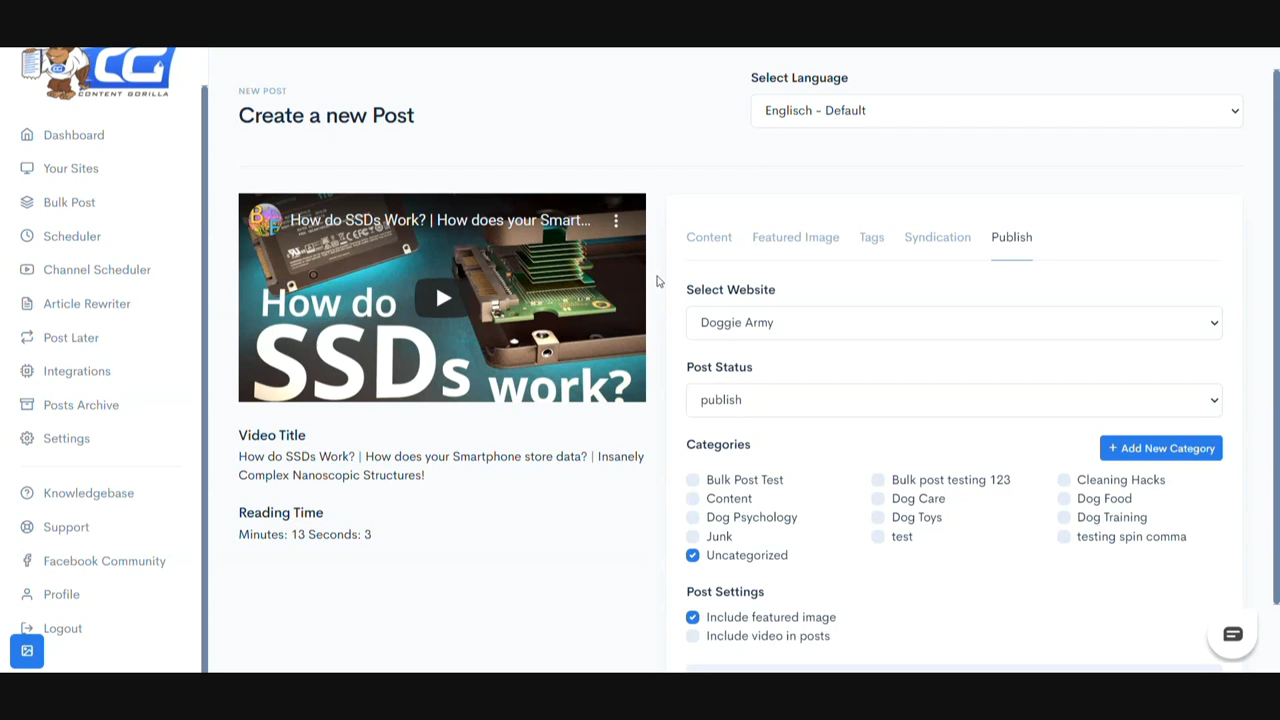 CG
CONTENT GORILLA
Dashboard
Your Sites
Bulk Post
Scheduler
Channel Scheduler
Article Rewriter
Post Later
Integrations
Posts Archive
Settings
Knowledgebase
Support
Facebook Community
Profile
Logout
NEW POST
Create a new Post
Select Language
Englisch - Default
How do SSDs Work? | How does your Smart...
How do
SSDs work?
Video Title
How do SSDs Work? | How does your Smartphone store data? | Insanely
Complex Nanoscopic Structures!
Reading Time
Minutes: 13 Seconds: 3
Content Featured Image Tags Syndication Publish
Select Website
Doggie Army
Post Status
publish
Categories
+ Add New Category
Bulk Post Test Bulk post testing 123 Cleaning Hacks
Content Dog Care Dog Food
Dog Psychology Dog Toys Dog Training
Junk test testing spin comma
Uncategorized
Post Settings
Include featured image
Include video in posts